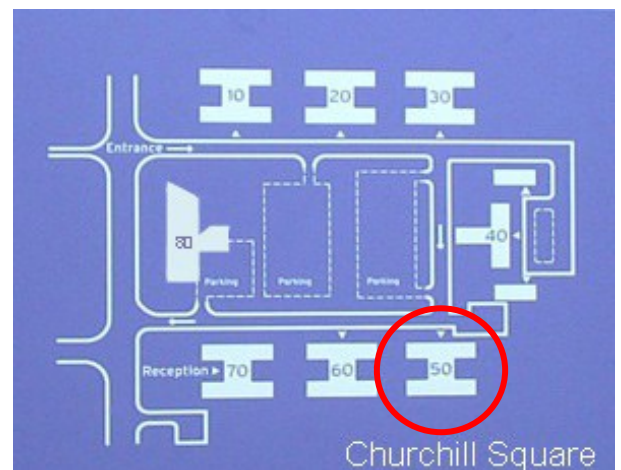 10 20 30
Entrance
80
40
Parking Parking Parking
Reception 70 60 50
Churchill Square